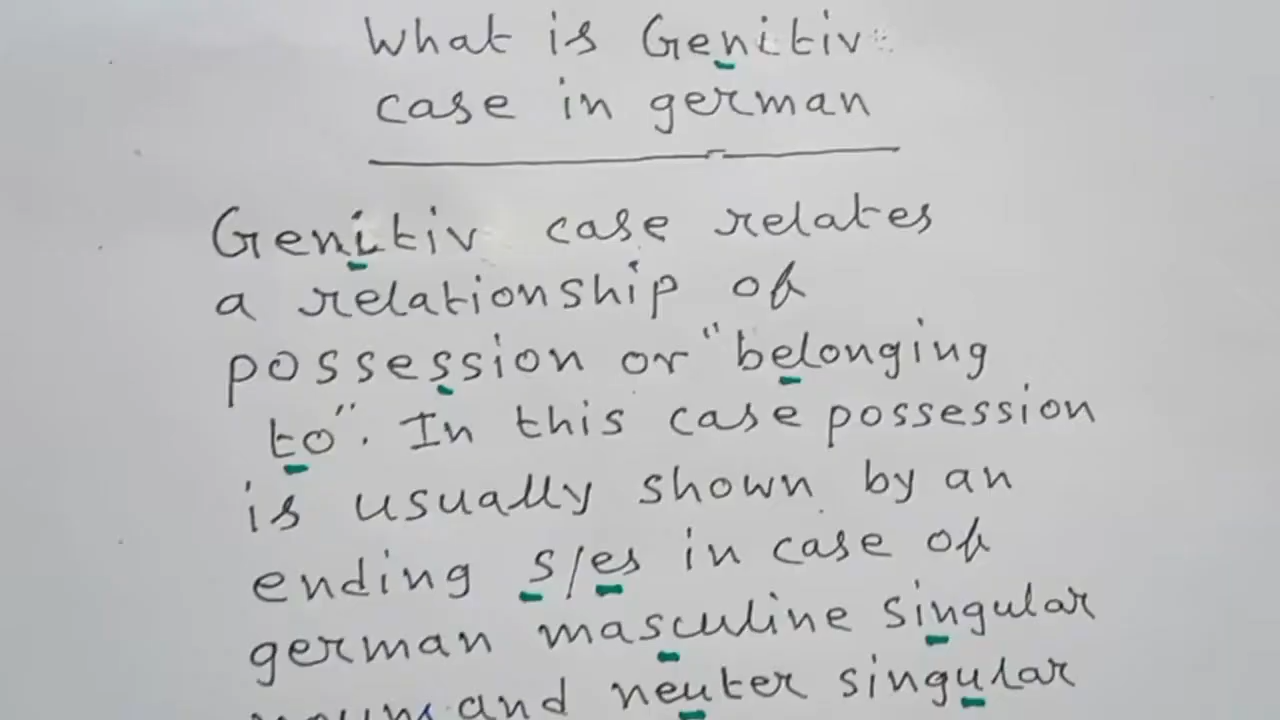 What is Genitiv
case in german
Genitiv case relates
a relationship of
possession or "belonging
to". In this case possession
is usually shown by an
ending s/es in case of
german masculine singular
and neuter singular